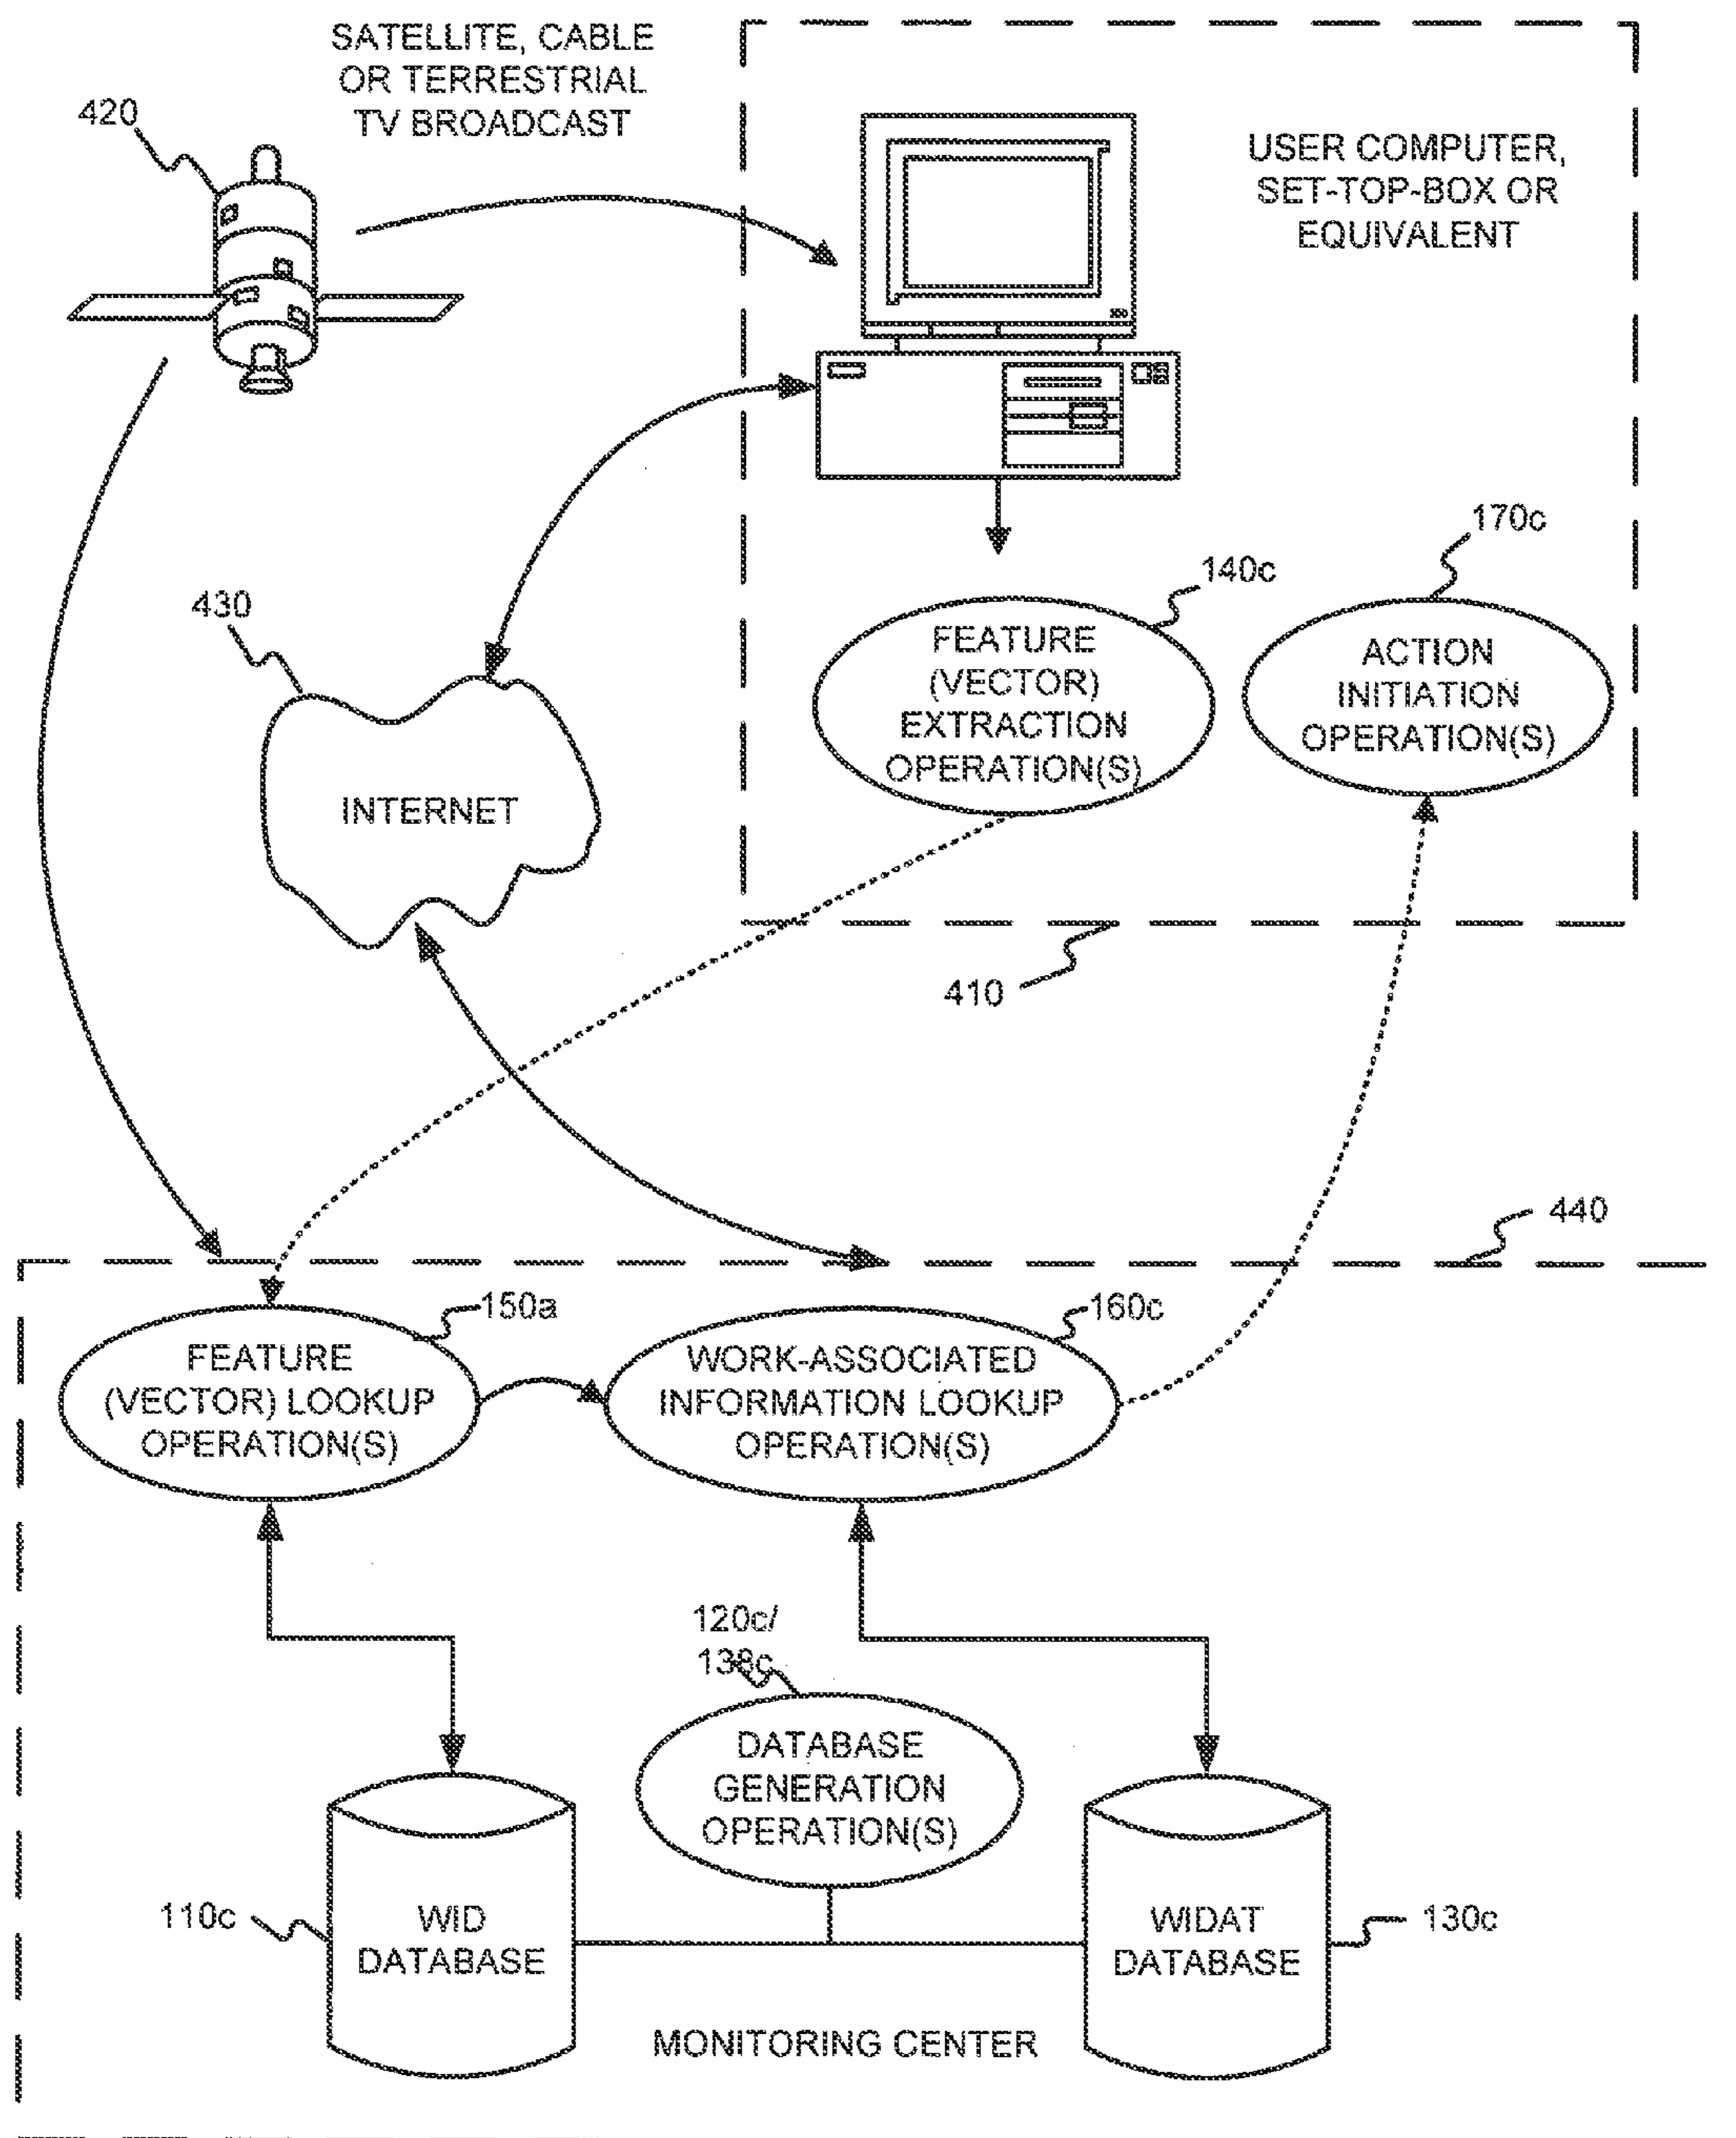 SATELLITE, CABLE
OR TERRESTRIAL
TV BROADCAST
420
USER COMPUTER,
SET-TOP-BOX OR
EQUIVALENT
170c
140c
430
FEATURE
(VECTOR)
EXTRACTION
OPERATION(S)
ACTION
INITIATION
OPERATION(S)
INTERNET
410
440
150a
160c
FEATURE
(VECTOR) LOOKUP
OPERATION(S)
WORK-ASSOCIATED
INFORMATION LOOKUP
OPERATION(S)
120c/
138c
DATABASE
GENERATION
OPERATION(S)
110c
WID
DATABASE
WIDAT
DATABASE
130c
MONITORING CENTER